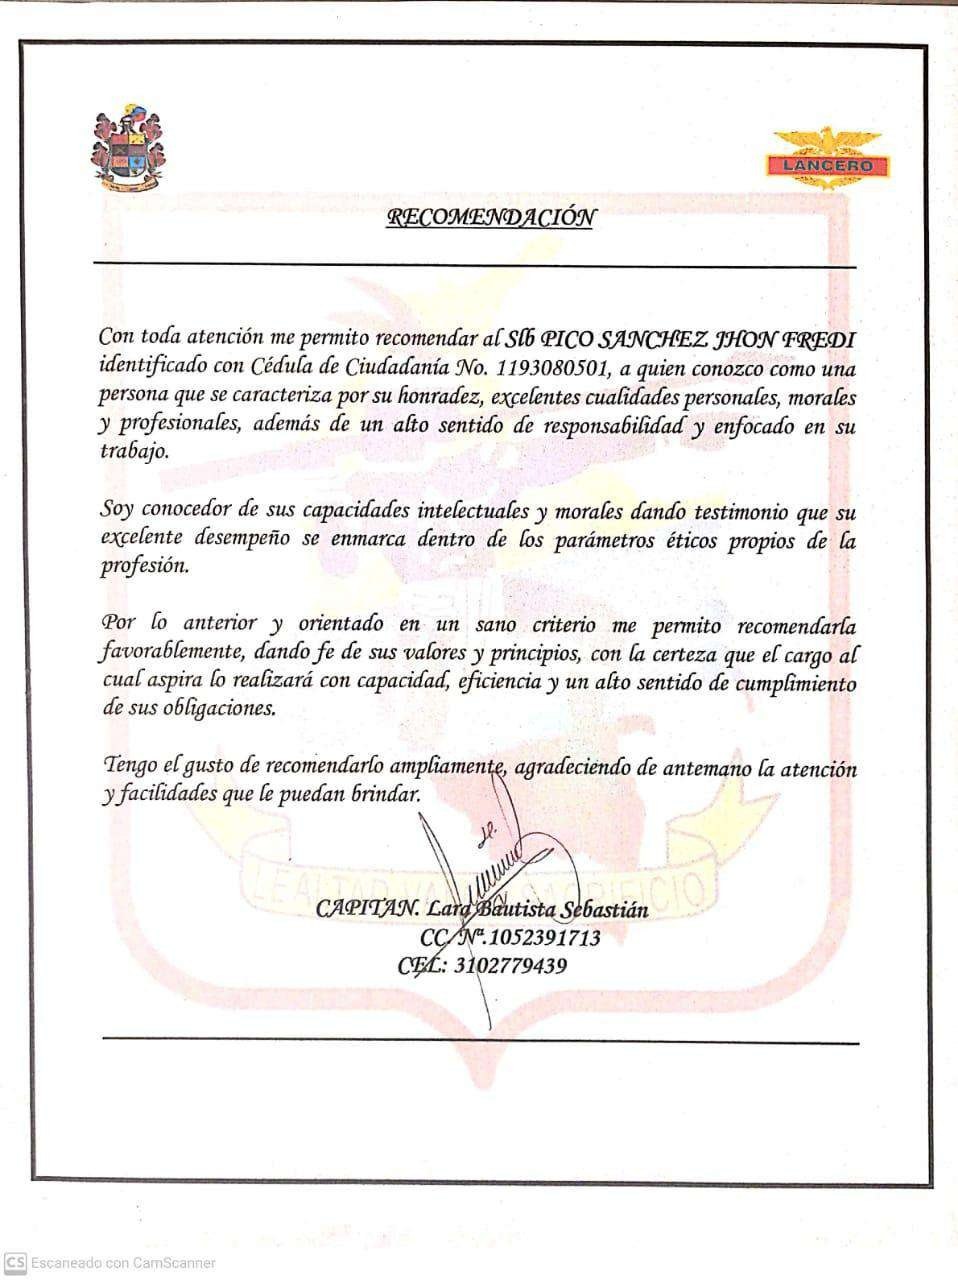 LANCERO
RECOMENDACIÓN
Con toda atención me permito recomendar al Slb PICO SANCHEZ JHON FREDI
identificado con Cédula de Ciudadanía No. 1193080501, a quien conozco como una
persona que se caracteriza por su honradez, excelentes cualidades personales, morales
y profesionales, además de un alto sentido de responsabilidad y enfocado en su
trabajo.
Soy conocedor de sus capacidades intelectuales y morales dando testimonio que su
excelente desempeño se enmarca dentro de los parámetros éticos propios de la
profesión.
Por lo anterior y orientado en un sano criterio me permito recomendarla
favorablemente, dando fe de sus valores y principios, con la certeza que el cargo al
cual aspira lo realizará con capacidad, eficiencia y un alto sentido de cumplimiento
de sus obligaciones.
Tengo el gusto de recomendarlo ampliamente, agradeciendo de antemano la atención
y facilidades que le puedan brindar.
LEALTAD VALOR SACRIFICIO
CAPITAN. Lara Bautista Sebastián
CC Nª.1052391713
CEL: 3102779439
CS Escaneado con CamScanner